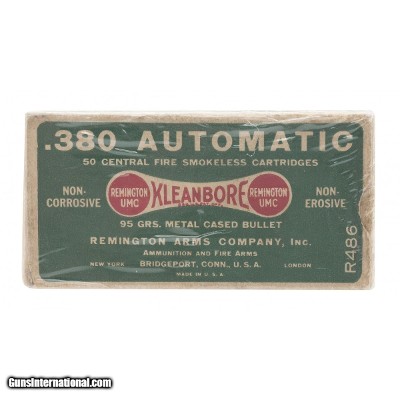 .380 AUTOMATIC
50 CENTRAL FIRE SMOKELESS CARTRIDGES
NON-
CORROSIVE
REMINGTON
UMC
KLEANBORE
REMINGTON
UMC
NON-
EROSIVE
95 GRS. METAL CASED BULLET
REMINGTON ARMS COMPANY, INC.
AMMUNITION AND FIRE ARMS
NEW YORK BRIDGEPORT, CONN., U.S.A. LONDON
MADE IN U.S.A.
R486
GunsInternational.com